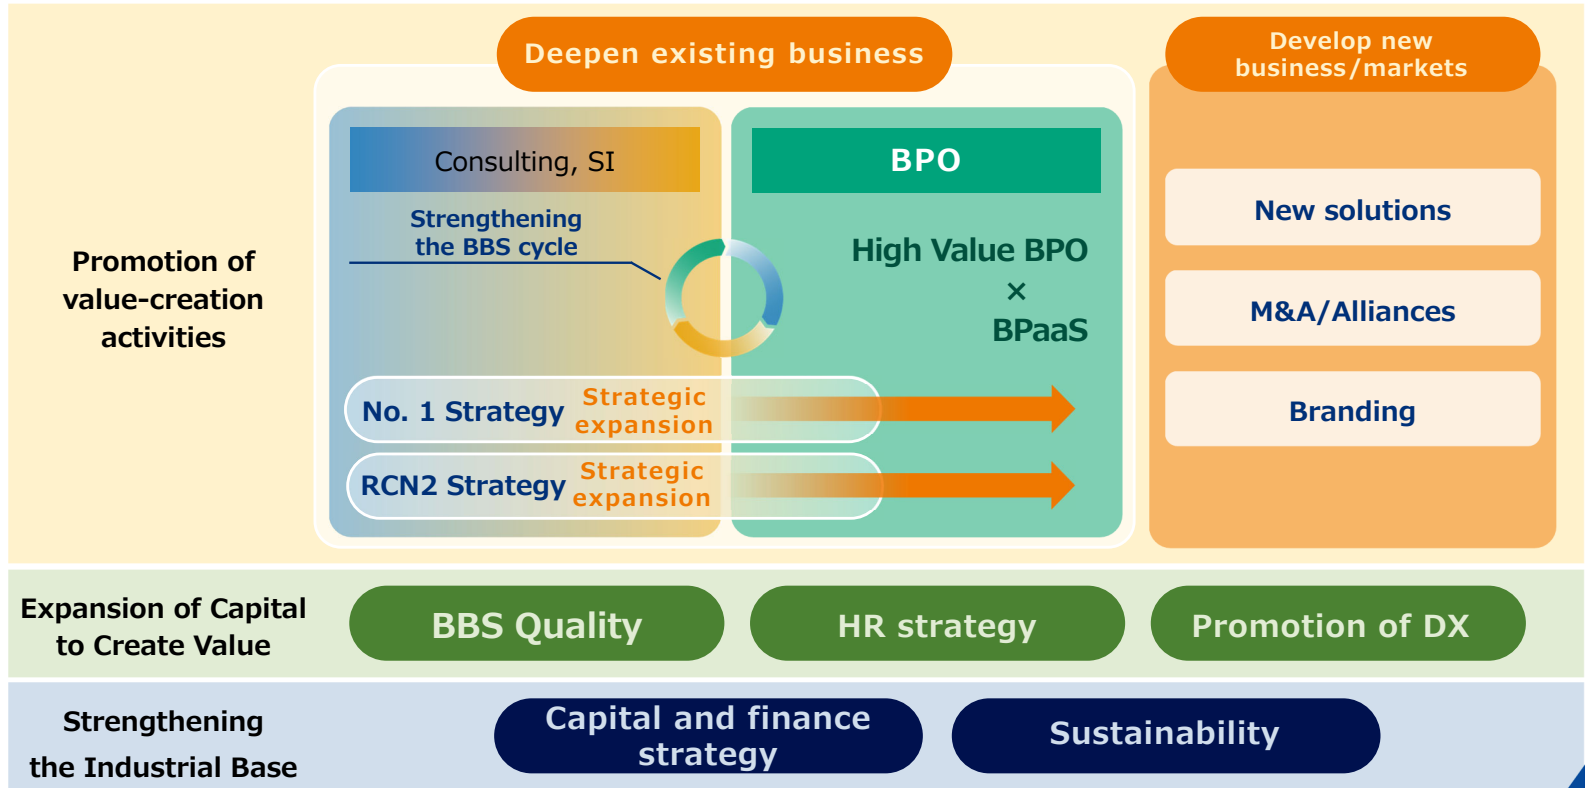 Deepen existing business
Develop new
business/markets
Promotion of
value-creation
activities
Consulting, SI
Strengthening
the BBS cycle
BPO
High Value BPO
×
BPaaS
No. 1 Strategy
Strategic
expansion
RCN2 Strategy
Strategic
expansion
New solutions
M&A/Alliances
Branding
Expansion of Capital
to Create Value
BBS Quality
HR strategy
Promotion of DX
Strengthening
the Industrial Base
Capital and finance
strategy
Sustainability